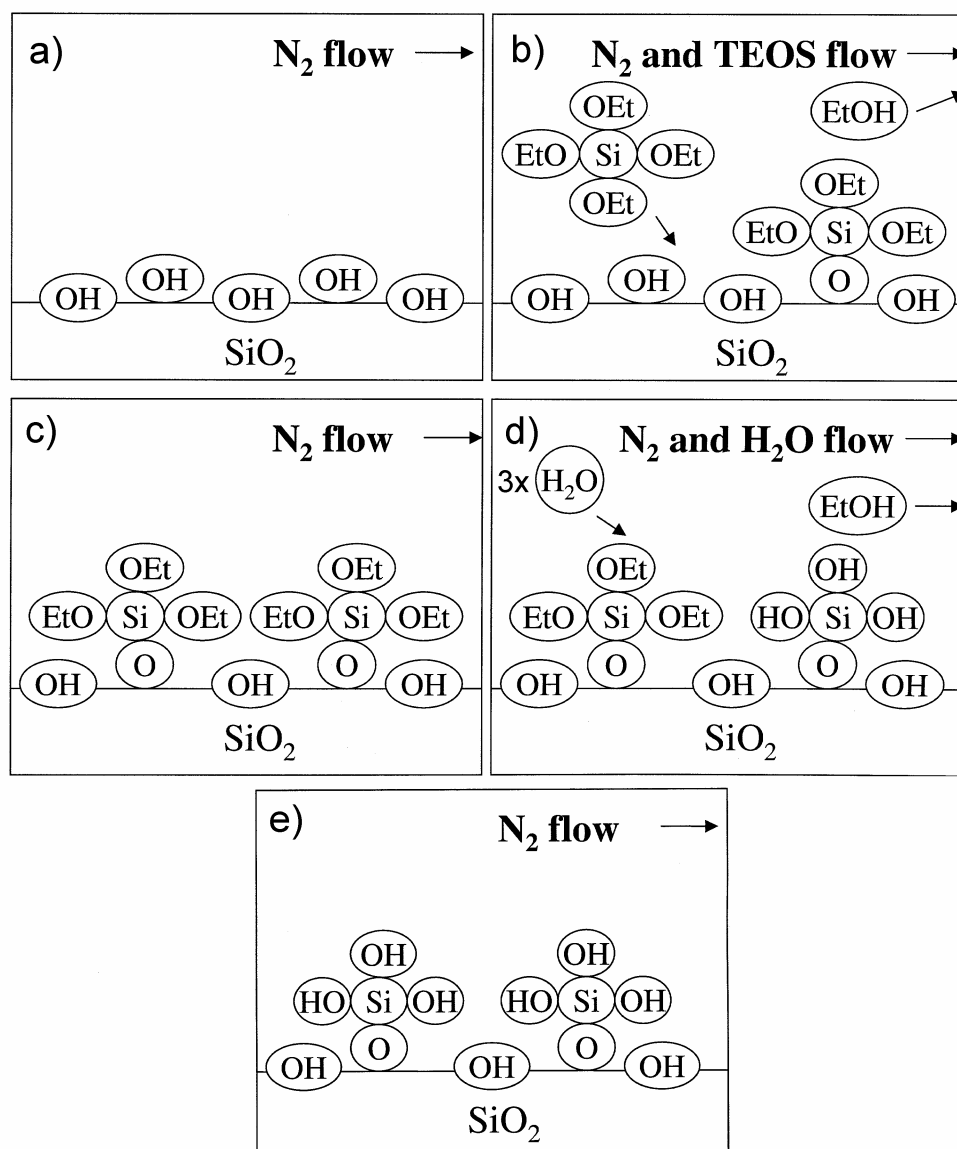 a) N₂ flow
OH OH OH OH OH
SiO₂
b) N₂ and TEOS flow
EtOH
OEt
EtO Si OEt
OEt
OEt
EtO Si OEt
O
OH OH OH OH
SiO₂
c) N₂ flow
OEt OEt
EtO Si OEt EtO Si OEt
O O
OH OH OH
SiO₂
d) N₂ and H₂O flow
3x H₂O
EtOH
OEt OH
EtO Si OEt HO Si OH
O O
OH OH OH
SiO₂
e) N₂ flow
OH OH
HO Si OH HO Si OH
O O
OH OH OH
SiO₂